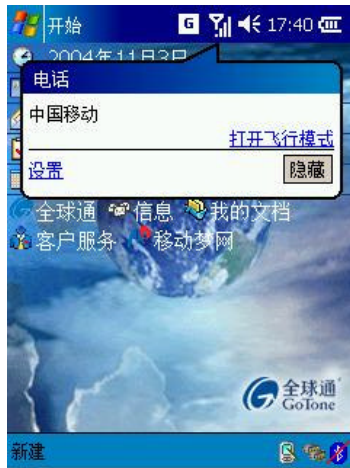 开始 G 17:40
2004年11月3日
电话
中国移动
打开飞行模式
设置 隐藏
全球通 信息 我的文档
客户服务 移动梦网
全球通
GoTone
新建